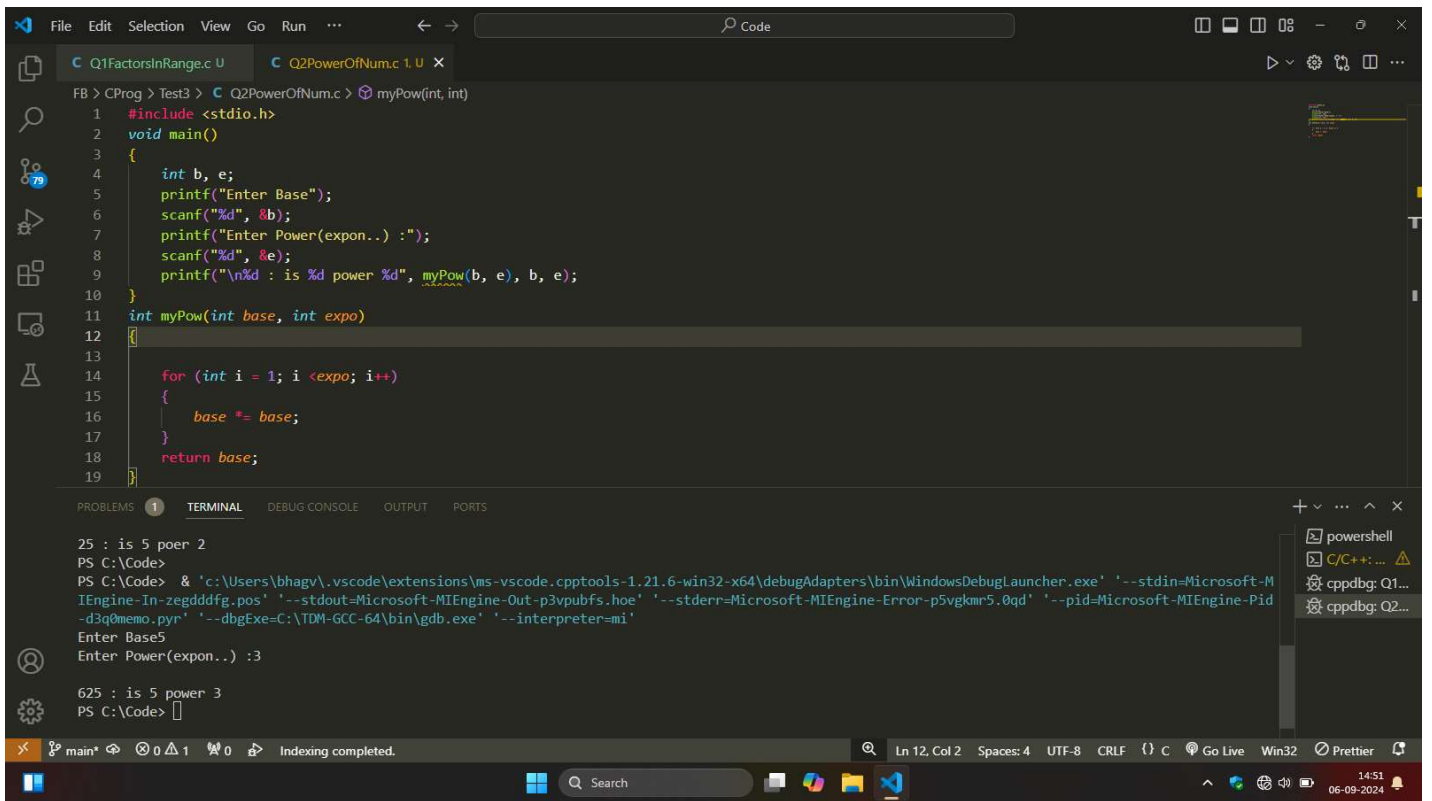 File Edit Selection View Go Run ··· ← → Code
C Q1FactorsInRange.c U C Q2PowerOfNum.c 1, U ×
FB > CProg > Test3 > C Q2PowerOfNum.c > myPow(int, int)
1 #include <stdio.h>
2 void main()
3 {
4 int b, e;
5 printf("Enter Base");
6 scanf("%d", &b);
7 printf("Enter Power(expon..) :");
8 scanf("%d", &e);
9 printf("\n%d : is %d power %d", myPow(b, e), b, e);
10 }
11 int myPow(int base, int expo)
12 {
13
14 for (int i = 1; i <expo; i++)
15 {
16 base *= base;
17 }
18 return base;
19 }
79
PROBLEMS 1 TERMINAL DEBUG CONSOLE OUTPUT PORTS
25 : is 5 poer 2
PS C:\Code>
PS C:\Code> & 'c:\Users\bhagv\.vscode\extensions\ms-vscode.cpptools-1.21.6-win32-x64\debugAdapters\bin\WindowsDebugLauncher.exe' '--stdin=Microsoft-M
IEngine-In-zegdddfg.pos' '--stdout=Microsoft-MIEngine-Out-p3vpubfs.hoe' '--stderr=Microsoft-MIEngine-Error-p5vgkmr5.0qd' '--pid=Microsoft-MIEngine-Pid
-d3q0memo.pyr' '--dbgExe=C:\TDM-GCC-64\bin\gdb.exe' '--interpreter=mi'
Enter Base5
Enter Power(expon..) :3
625 : is 5 power 3
PS C:\Code>
powershell
C/C++:...
cppdbg: Q1...
cppdbg: Q2...
main* 0 1 0 Indexing completed. Ln 12, Col 2 Spaces: 4 UTF-8 CRLF {} C Go Live Win32 Prettier
Search 14:51
06-09-2024